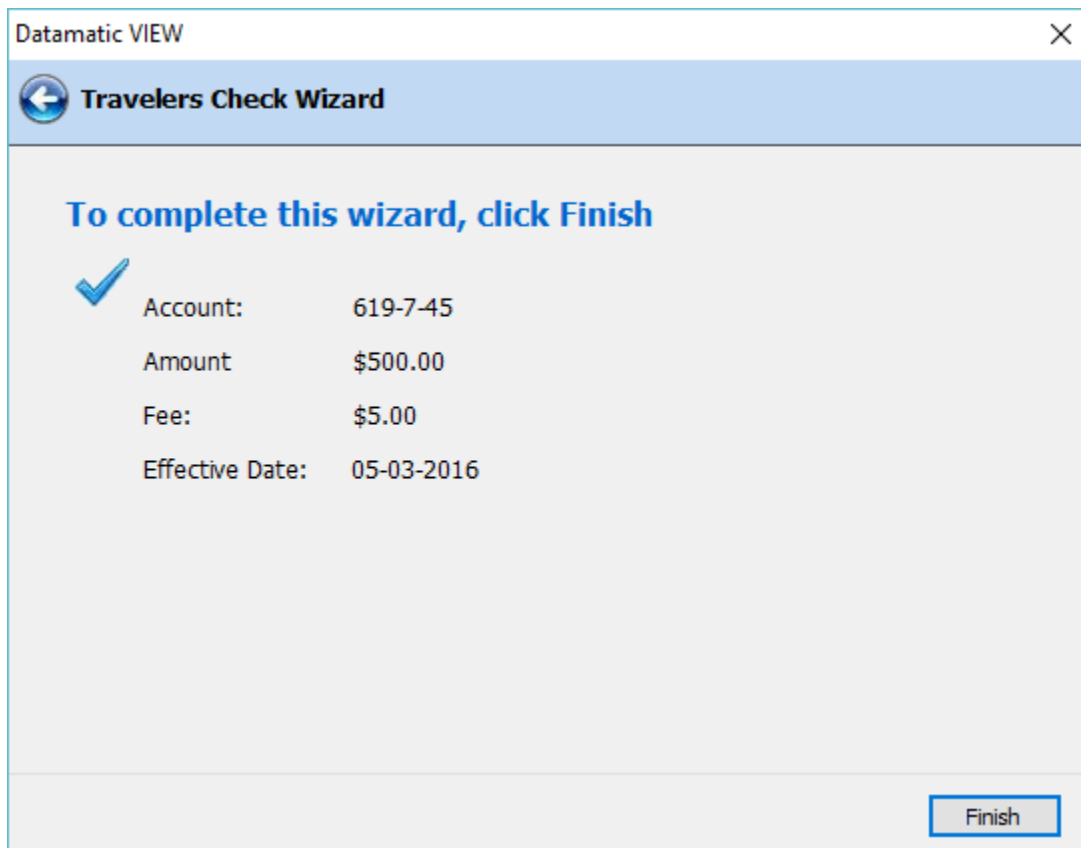 Datamatic VIEW
Travelers Check Wizard
To complete this wizard, click Finish
Account: 619-7-45
Amount $500.00
Fee: $5.00
Effective Date: 05-03-2016
Finish